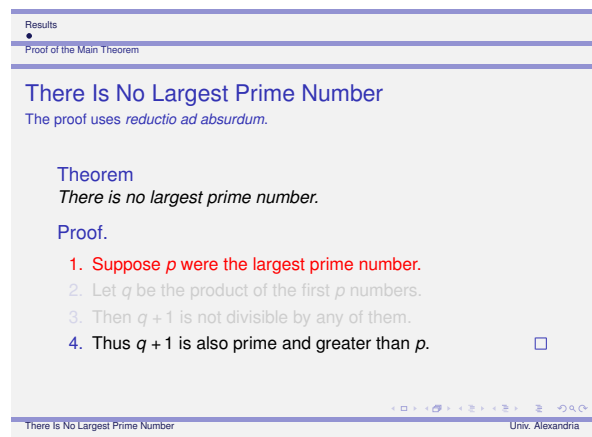 Results
Proof of the Main Theorem
There Is No Largest Prime Number
The proof uses reductio ad absurdum.
Theorem
There is no largest prime number.
Proof.
1. Suppose p were the largest prime number.
2. Let q be the product of the first p numbers.
3. Then q + 1 is not divisible by any of them.
4. Thus q + 1 is also prime and greater than p. □
There Is No Largest Prime Number Univ. Alexandria